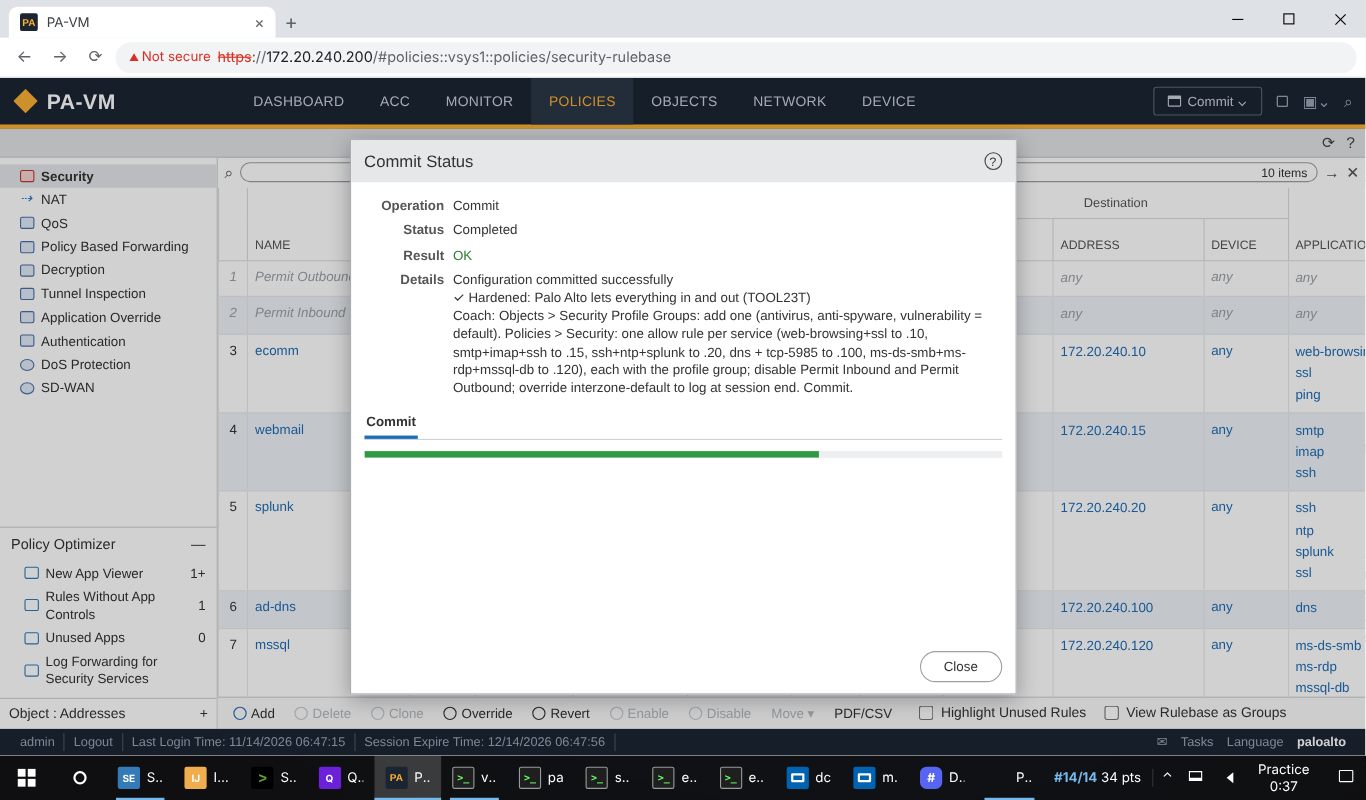 PA PA-VM × +
Not secure https://172.20.240.200/#policies::vsys1::policies/security-rulebase
PA-VM DASHBOARD ACC MONITOR POLICIES OBJECTS NETWORK DEVICE Commit
?
Security
NAT
QoS
Policy Based Forwarding
Decryption
Tunnel Inspection
Application Override
Authentication
DoS Protection
SD-WAN
Policy Optimizer —
New App Viewer 1+
Rules Without App
Controls 1
Unused Apps 0
Log Forwarding for
Security Services
Object : Addresses +
10 items → ✕
Destination
NAME ADDRESS DEVICE APPLICATIO
1 Permit Outboun any any any
2 Permit Inbound any any any
3 ecomm 172.20.240.10 any web-browsin
ssl
ping
4 webmail 172.20.240.15 any smtp
imap
ssh
5 splunk 172.20.240.20 any ssh
ntp
splunk
ssl
6 ad-dns 172.20.240.100 any dns
7 mssql 172.20.240.120 any ms-ds-smb
ms-rdp
mssql-db
Commit Status ?
Operation Commit
Status Completed
Result OK
Details Configuration committed successfully
✓ Hardened: Palo Alto lets everything in and out (TOOL23T)
Coach: Objects > Security Profile Groups: add one (antivirus, anti-spyware, vulnerability =
default). Policies > Security: one allow rule per service (web-browsing+ssl to .10,
smtp+imap+ssh to .15, ssh+ntp+splunk to .20, dns + tcp-5985 to .100, ms-ds-smb+ms-
rdp+mssql-db to .120), each with the profile group; disable Permit Inbound and Permit
Outbound; override interzone-default to log at session end. Commit.
Commit
Close
Add Delete Clone Override Revert Enable Disable Move ▾ PDF/CSV Highlight Unused Rules View Rulebase as Groups
admin Logout Last Login Time: 11/14/2026 06:47:15 Session Expire Time: 12/14/2026 06:47:56 Tasks Language paloalto
SE S.. IJ I... > S.. Q Q.. PA P.. >_ v.. >_ pa >_ s.. >_ e.. >_ e.. dc m. # D.. P.. #14/14 34 pts Practice
0:37